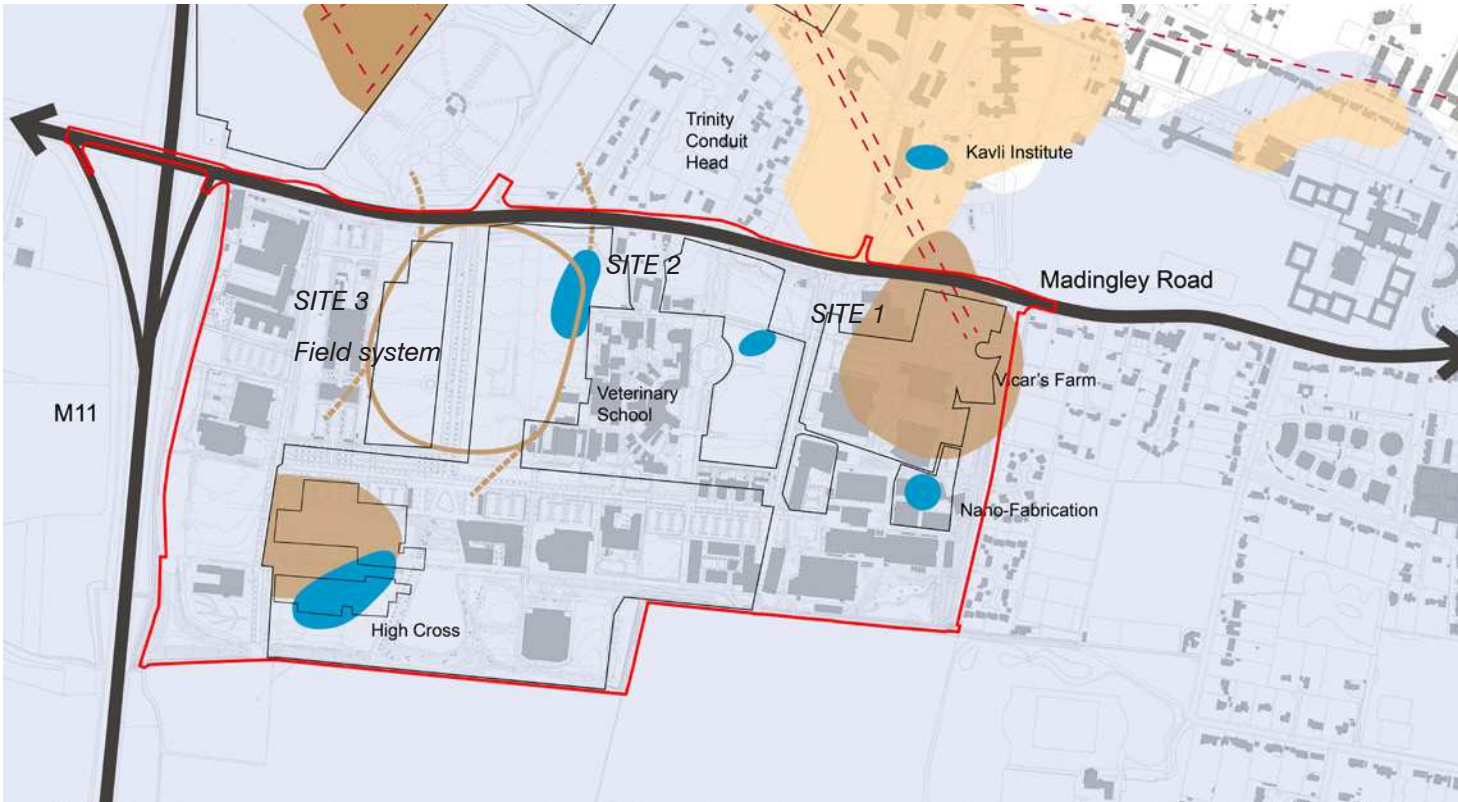 Trinity
Conduit
Head
Kavli Institute
SITE 2
Madingley Road
SITE 3
SITE 1
Field system
Vicar's Farm
Veterinary
School
M11
Nano-Fabrication
High Cross